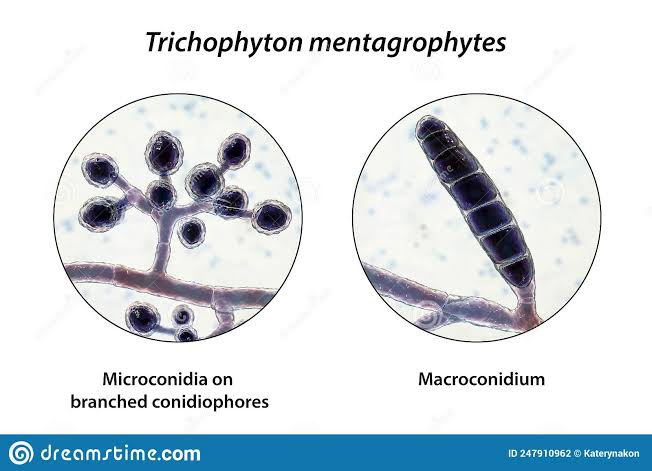 Trichophyton mentagrophytes
Microconidia on
branched conidiophores
Macroconidium
dreamstime.com
ID 247910962 © Katerynakon